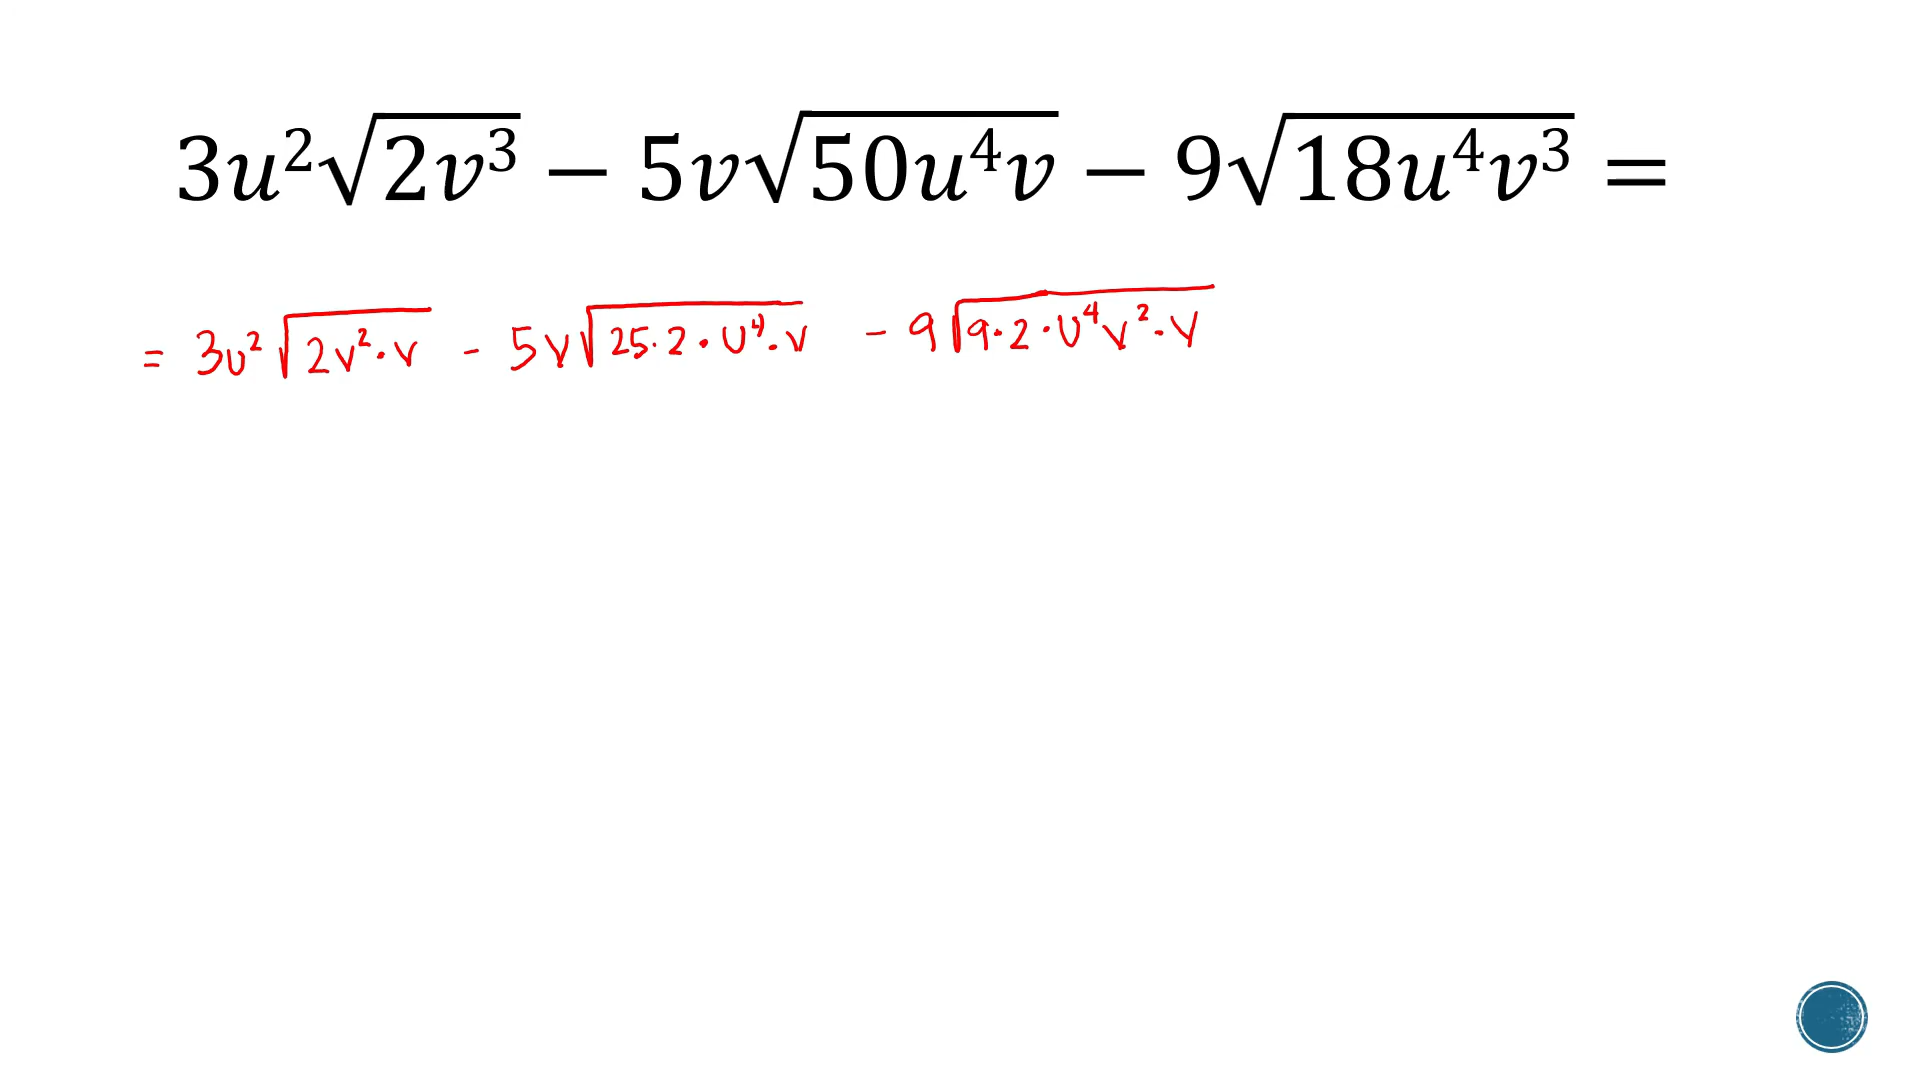 3u²√(2v³) − 5v√(50u⁴v) − 9√(18u⁴v³) =
= 3u²√(2v²·v) - 5v√(25·2·u⁴·v) - 9√(9·2·u⁴v²·v)